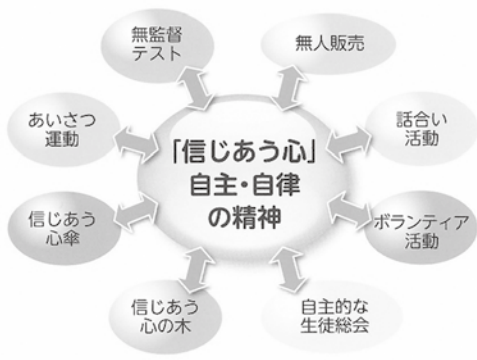 無監督
テスト
無人販売
あいさつ
運動
話合い
活動
「信じあう心」
自主・自律
の精神
信じあう
心傘
ボランティア
活動
信じあう
心の木
自主的な
生徒総会